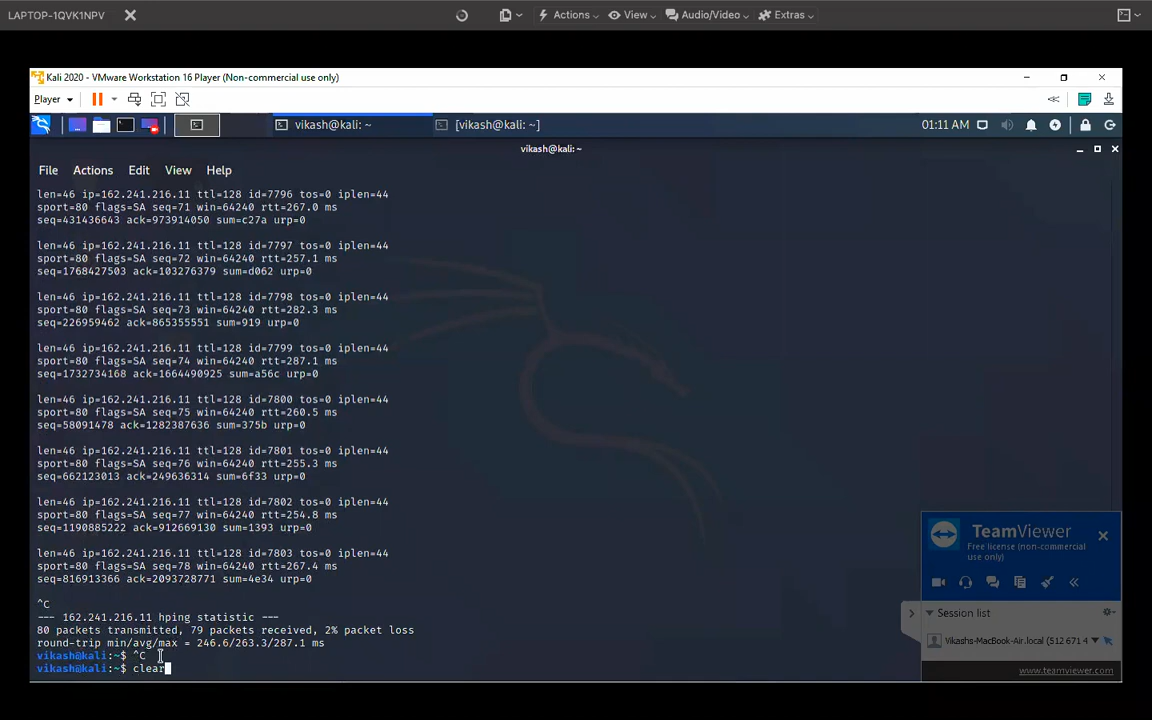 LAPTOP-1QVK1NPV
Actions
View
Audio/Video
Extras
Kali 2020 - VMware Workstation 16 Player (Non-commercial use only)
Player
vikash@kali: ~
[vikash@kali: ~]
01:11 AM
vikash@kali: ~
File Actions Edit View Help
len=46 ip=162.241.216.11 ttl=128 id=7796 tos=0 iplen=44
sport=80 flags=SA seq=71 win=64240 rtt=267.0 ms
seq=431436643 ack=973914050 sum=c27a urp=0
len=46 ip=162.241.216.11 ttl=128 id=7797 tos=0 iplen=44
sport=80 flags=SA seq=72 win=64240 rtt=257.1 ms
seq=1768427503 ack=103276379 sum=d062 urp=0
len=46 ip=162.241.216.11 ttl=128 id=7798 tos=0 iplen=44
sport=80 flags=SA seq=73 win=64240 rtt=282.3 ms
seq=226959462 ack=865355551 sum=919 urp=0
len=46 ip=162.241.216.11 ttl=128 id=7799 tos=0 iplen=44
sport=80 flags=SA seq=74 win=64240 rtt=287.1 ms
seq=1732734168 ack=1664490925 sum=a56c urp=0
len=46 ip=162.241.216.11 ttl=128 id=7800 tos=0 iplen=44
sport=80 flags=SA seq=75 win=64240 rtt=260.5 ms
seq=58091478 ack=1282387636 sum=375b urp=0
len=46 ip=162.241.216.11 ttl=128 id=7801 tos=0 iplen=44
sport=80 flags=SA seq=76 win=64240 rtt=255.3 ms
seq=662123013 ack=249636314 sum=6f33 urp=0
len=46 ip=162.241.216.11 ttl=128 id=7802 tos=0 iplen=44
sport=80 flags=SA seq=77 win=64240 rtt=254.8 ms
seq=1190885222 ack=912669130 sum=1393 urp=0
len=46 ip=162.241.216.11 ttl=128 id=7803 tos=0 iplen=44
sport=80 flags=SA seq=78 win=64240 rtt=267.4 ms
seq=816913366 ack=2093728771 sum=4e34 urp=0
^C
--- 162.241.216.11 hping statistic ---
80 packets transmitted, 79 packets received, 2% packet loss
round-trip min/avg/max = 246.6/263.3/287.1 ms
vikash@kali:~$ ^C
vikash@kali:~$ clear
TeamViewer
Free license (non-commercial
use only)
Session list
Vikashs-MacBook-Air.local (512 671 4
www.teamviewer.com